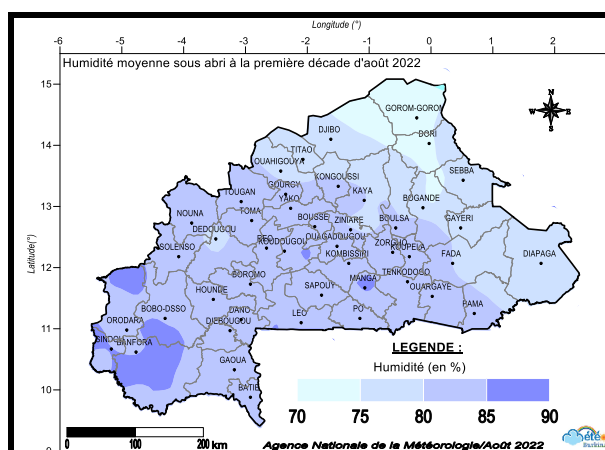 Longitude (°)
-6 -5 -4 -3 -2 -1 0 1 2
Humidité moyenne sous abri à la première décade d'août 2022
15
GOROM-GOROM
N
W E
S
DJIBO
14
DORI
TITAO
OUAHIGOUYA
SEBBA
KONGOUSSI
GOURCY
KAYA
13
TOUGAN
YAKO
BOGANDE
NOUNA
TOMA
BOUSSE
ZINIARE
BOULSA
GAYERI
DEDOUGOU
REO
OUAGADOUGOU
KOUDOUGOU
ZORGHO
KOUPELA
SOLENSO
KOMBISSIRI
FADA
DIAPAGA
12
Latitude(°)
BOROMO
MANGA
TENKODOGO
HOUNDE
SAPOUY
OUARGAYE
BOBO-DSSO
DANO
LEO
PO
PAMA
ORODARA
DIEBOUGOU
11
SINDOU
BANFORA
LEGENDE :
GAOUA
Humidité (en %)
10
BATIE
70 75 80 85 90
0 100 200 km
été
Agence Nationale de la Météorologie/Août 2022